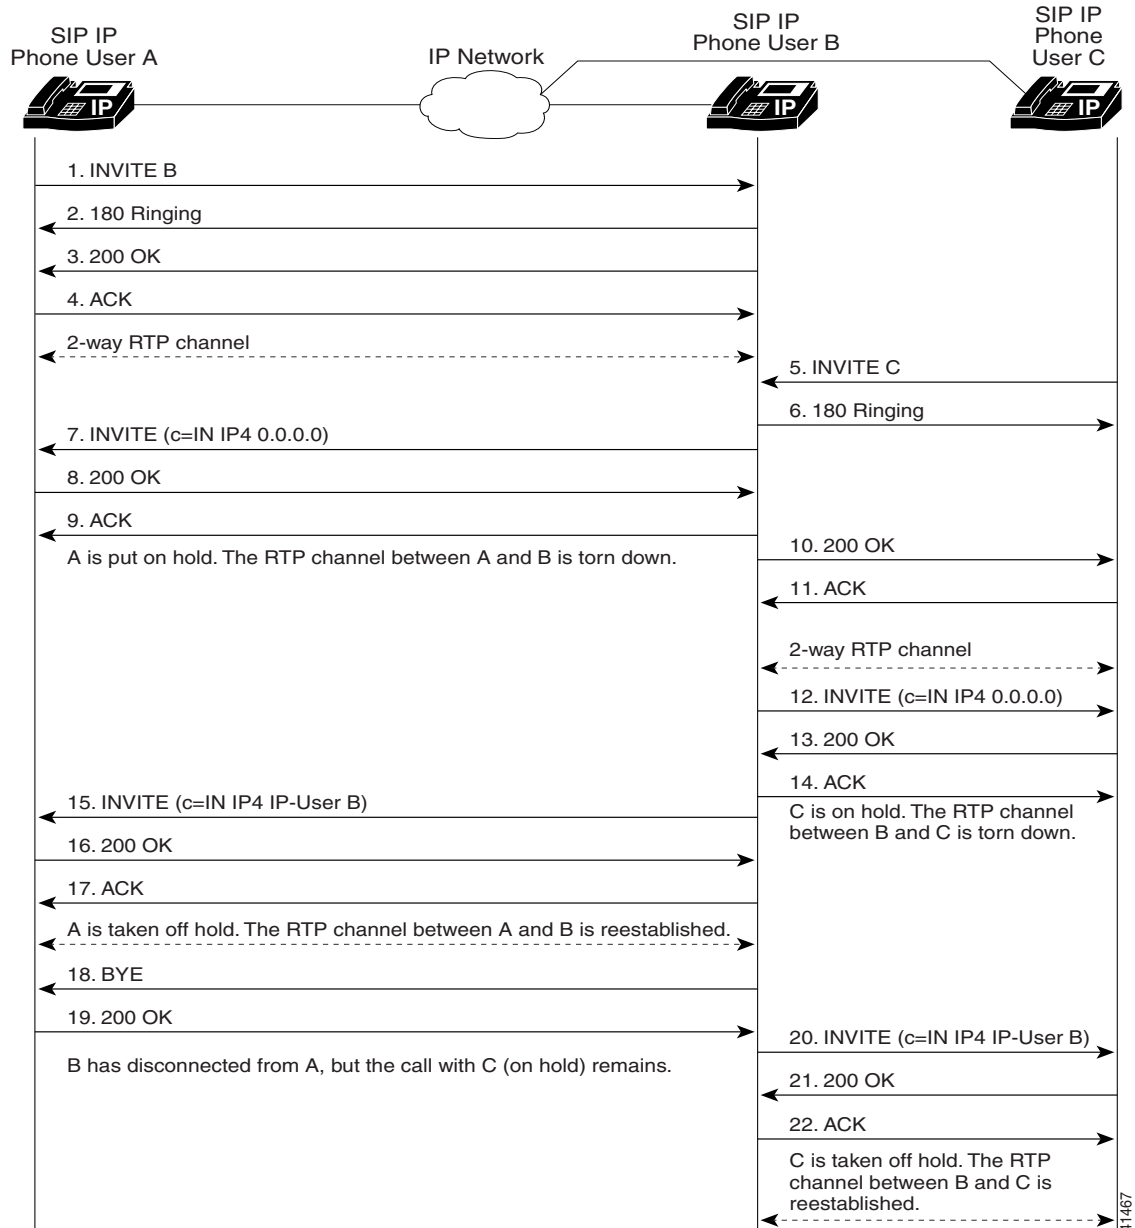 SIP IP
Phone User A
IP Network
SIP IP
Phone User B
SIP IP
Phone
User C
IP
IP
IP
1. INVITE B
2. 180 Ringing
3. 200 OK
4. ACK
2-way RTP channel
5. INVITE C
6. 180 Ringing
7. INVITE (c=IN IP4 0.0.0.0)
8. 200 OK
9. ACK
A is put on hold. The RTP channel between A and B is torn down.
10. 200 OK
11. ACK
2-way RTP channel
12. INVITE (c=IN IP4 0.0.0.0)
13. 200 OK
14. ACK
C is on hold. The RTP channel
between B and C is torn down.
15. INVITE (c=IN IP4 IP-User B)
16. 200 OK
17. ACK
A is taken off hold. The RTP channel between A and B is reestablished.
18. BYE
19. 200 OK
B has disconnected from A, but the call with C (on hold) remains.
20. INVITE (c=IN IP4 IP-User B)
21. 200 OK
22. ACK
C is taken off hold. The RTP
channel between B and C is
reestablished.